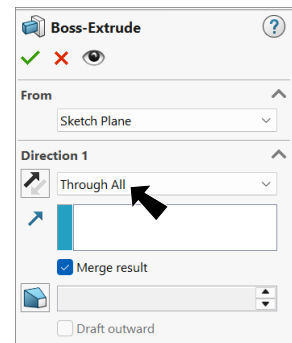 Boss-Extrude
?
From
Sketch Plane
Direction 1
Through All
Merge result
Draft outward